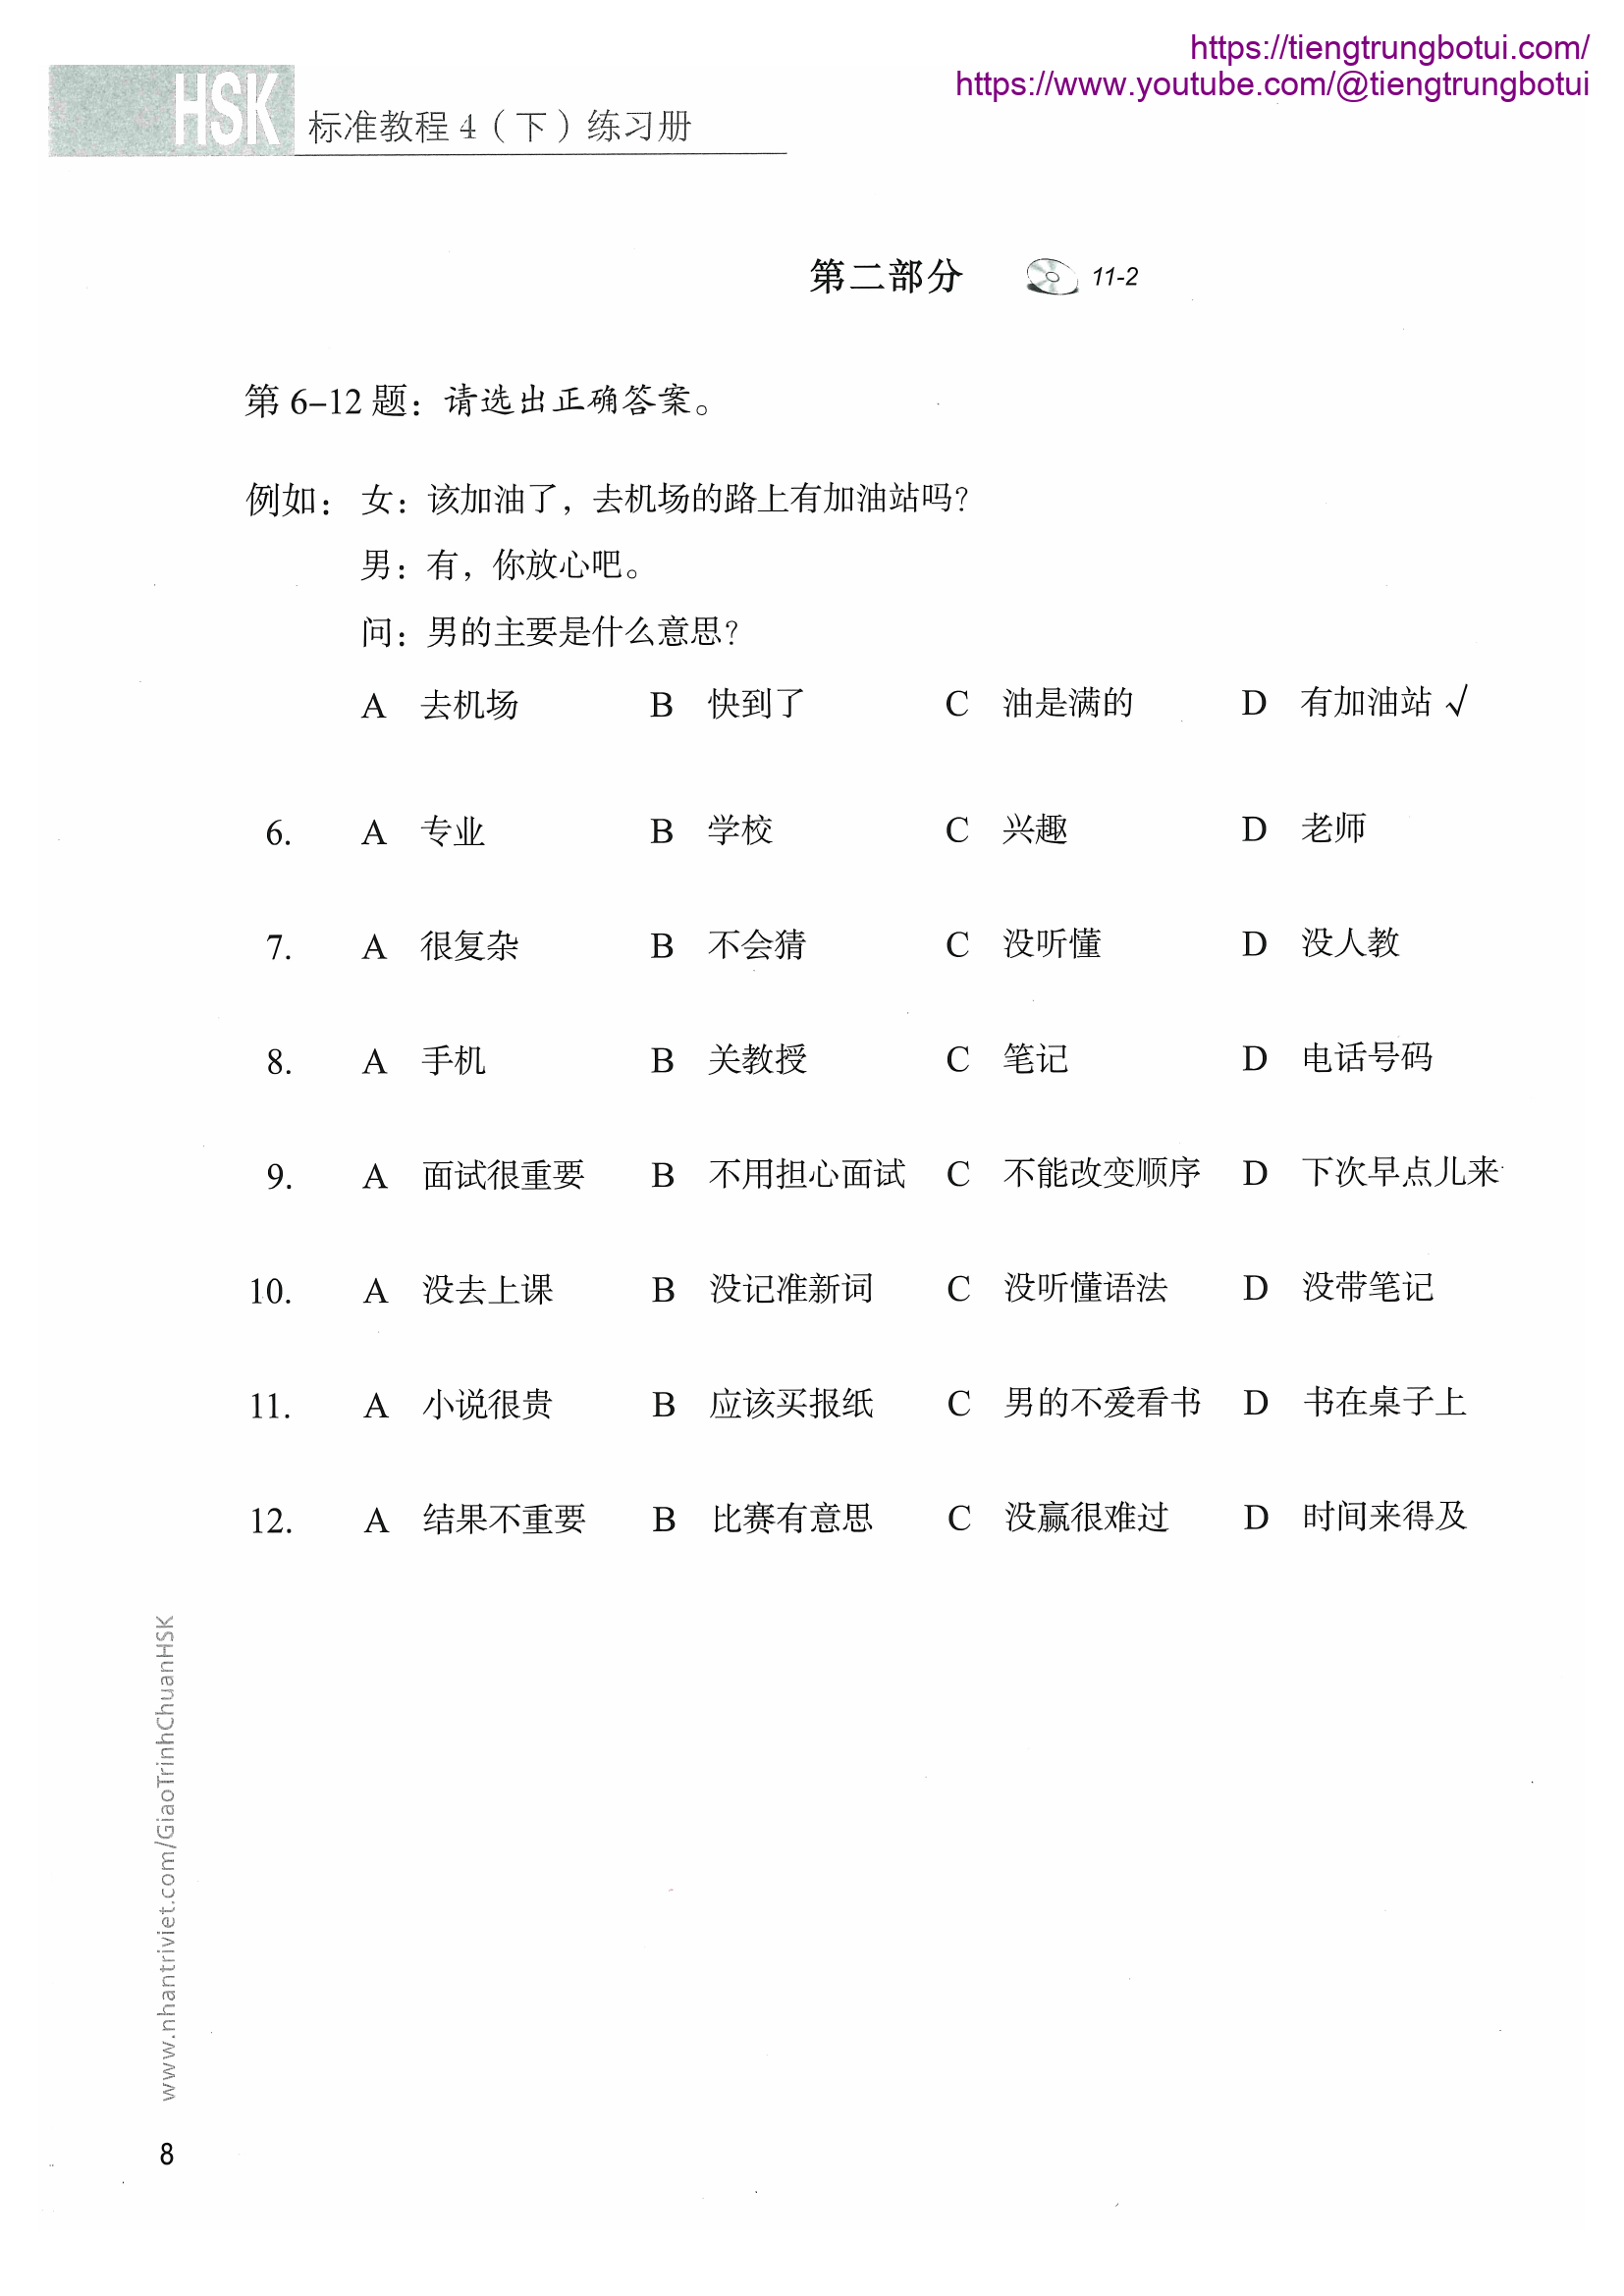 https://tiengtrungbotui.com/
https://www.youtube.com/@tiengtrungbotui
HSK 标准教程 4（下）练习册
第二部分 11-2
第 6–12 题：请选出正确答案。
例如：女：该加油了，去机场的路上有加油站吗？
男：有，你放心吧。
问：男的主要是什么意思？
A 去机场 B 快到了 C 油是满的 D 有加油站 √
6. A 专业 B 学校 C 兴趣 D 老师
7. A 很复杂 B 不会猜 C 没听懂 D 没人教
8. A 手机 B 关教授 C 笔记 D 电话号码
9. A 面试很重要 B 不用担心面试 C 不能改变顺序 D 下次早点儿来
10. A 没去上课 B 没记准新词 C 没听懂语法 D 没带笔记
11. A 小说很贵 B 应该买报纸 C 男的不爱看书 D 书在桌子上
12. A 结果不重要 B 比赛有意思 C 没赢很难过 D 时间来得及
www.nhantriviet.com/GiaoTrinhChuanHSK
8